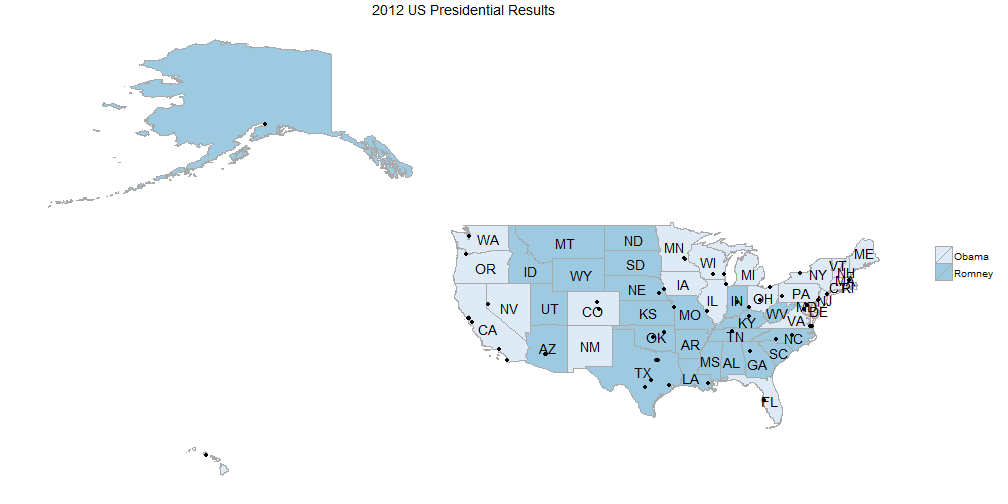 2012 US Presidential Results
WA
MT
ND
MN
ME
VT
NH
OR
ID
WY
SD
WI
MI
NY
MA
CT
RI
NE
IA
PA
NJ
NV
UT
CO
KS
MO
IL
IN
OH
WV
MD
DE
VA
KY
CA
AZ
NM
OK
AR
TN
NC
SC
TX
LA
MS
AL
GA
FL
Obama
Romney